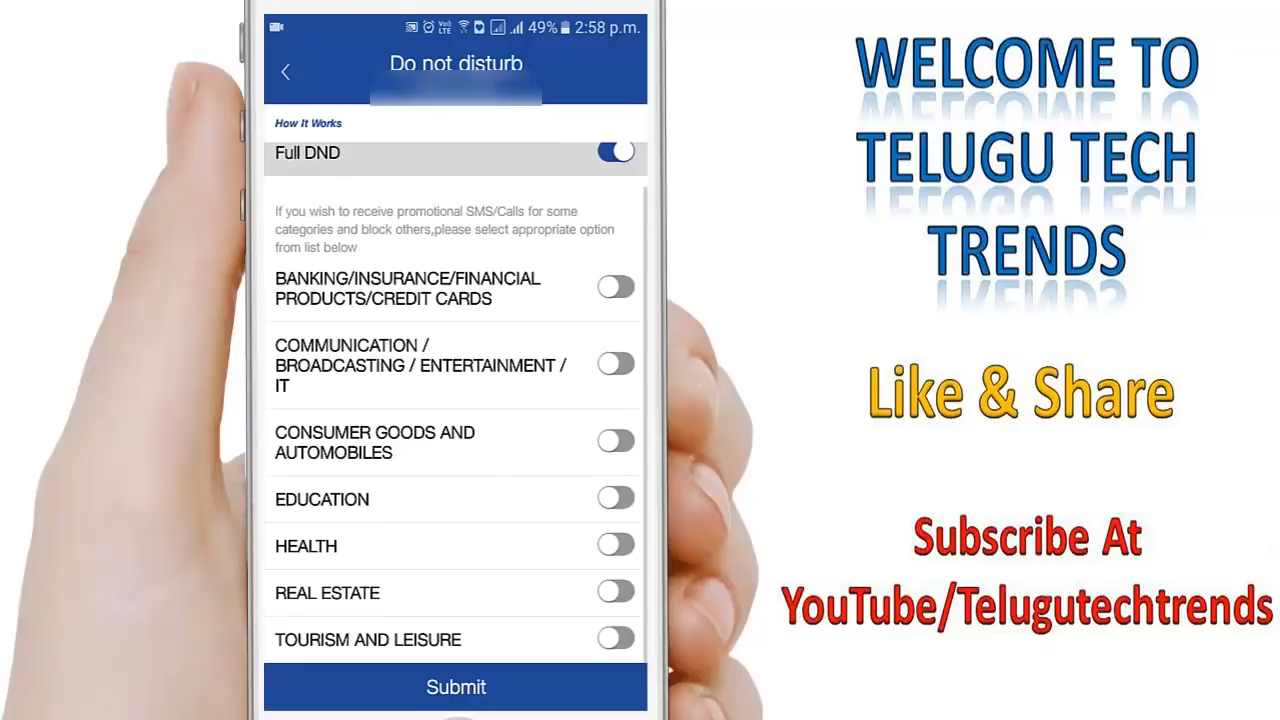 49% 2:58 p.m.
Do not disturb
How It Works
Full DND
If you wish to receive promotional SMS/Calls for some
categories and block others,please select appropriate option
from list below
BANKING/INSURANCE/FINANCIAL
PRODUCTS/CREDIT CARDS
COMMUNICATION /
BROADCASTING / ENTERTAINMENT /
IT
CONSUMER GOODS AND
AUTOMOBILES
EDUCATION
HEALTH
REAL ESTATE
TOURISM AND LEISURE
Submit
WELCOME TO
TELUGU TECH
TRENDS
Like & Share
Subscribe At
YouTube/Telugutechtrends